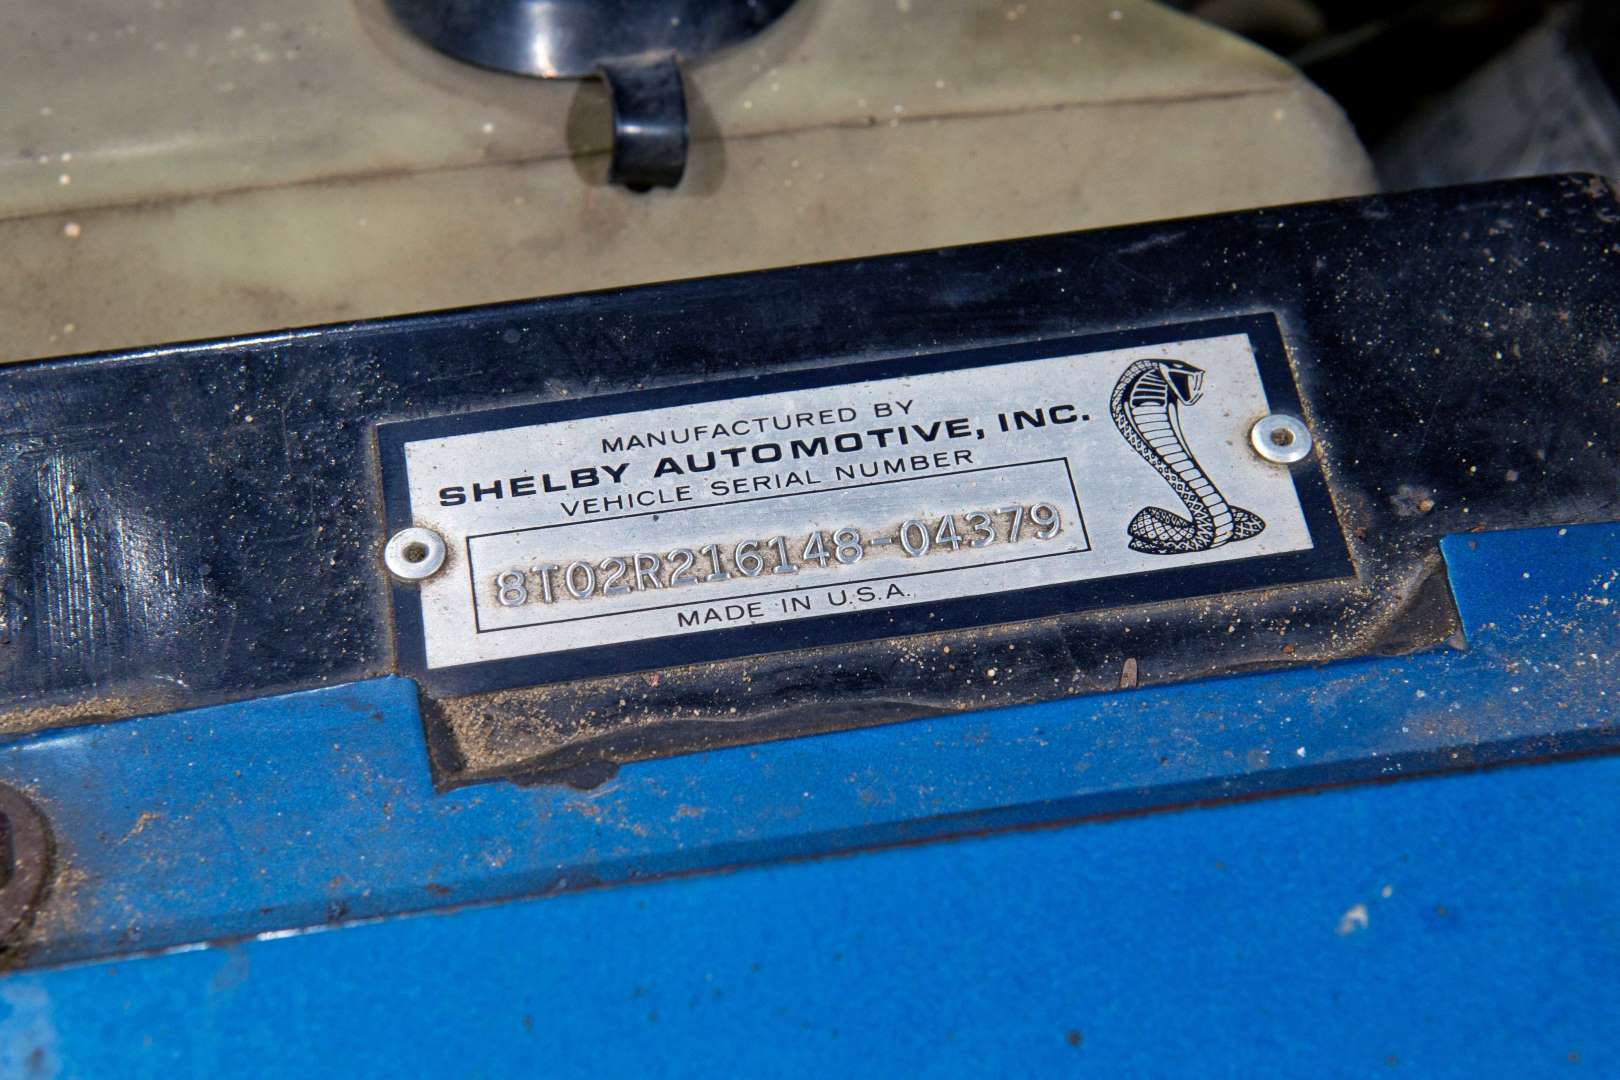 MANUFACTURED BY
SHELBY AUTOMOTIVE, INC.
VEHICLE SERIAL NUMBER
8T02R216148-04379
MADE IN U.S.A.